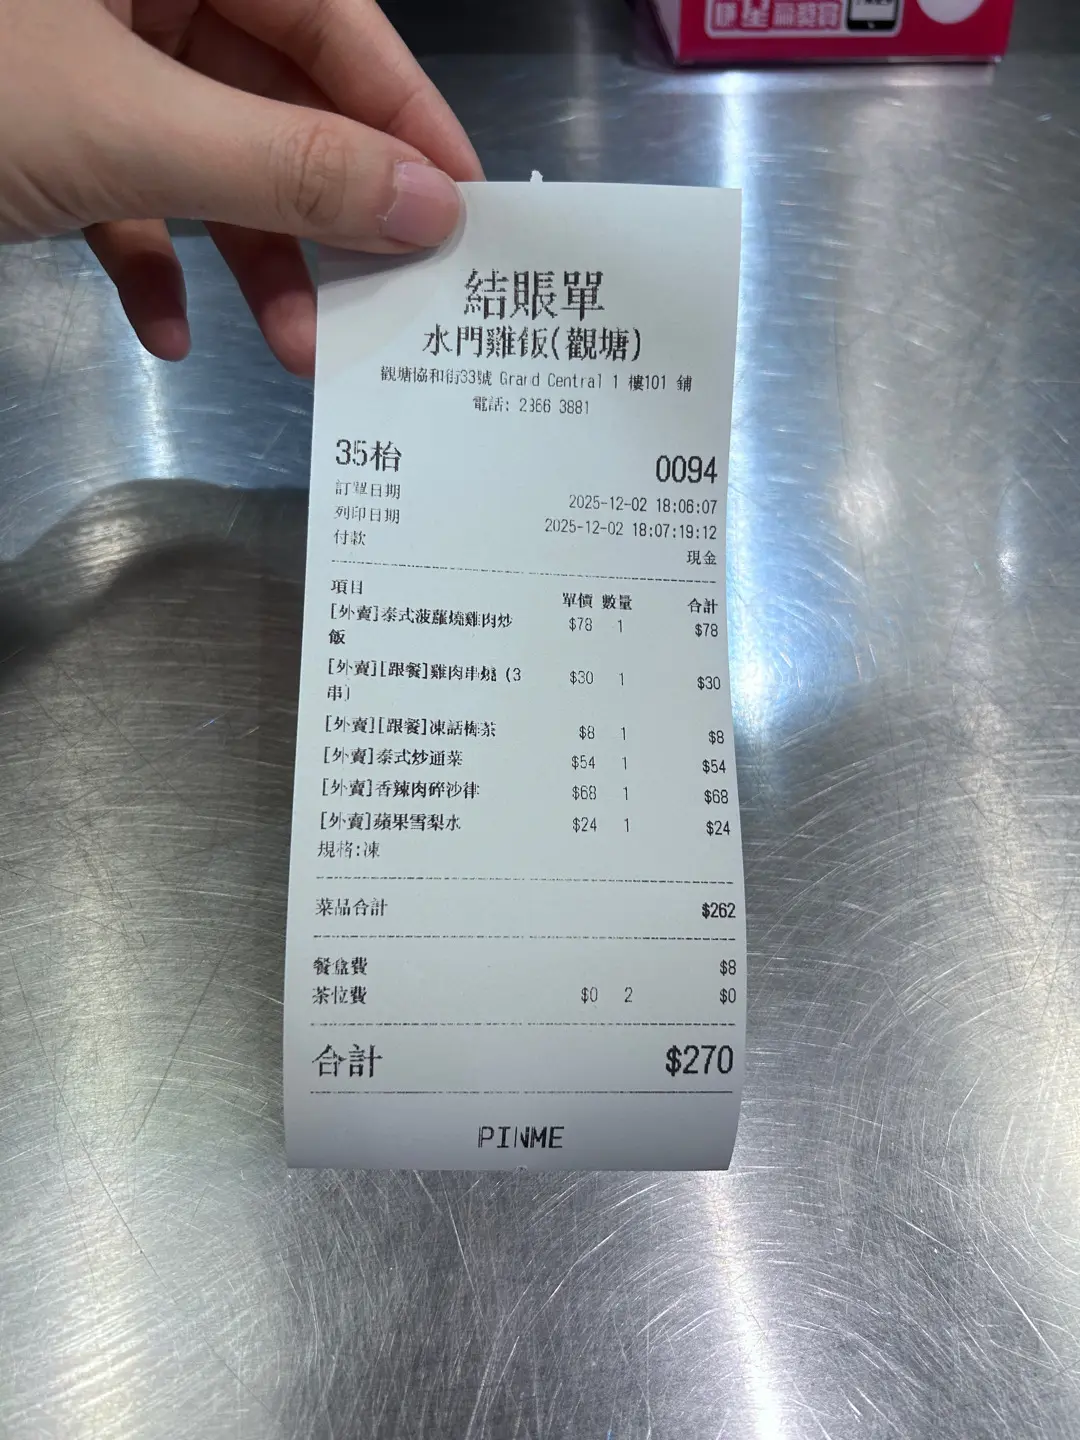 贏獎賞
結賬單
水門雞飯(觀塘)
觀塘協和街33號 Grand Central 1 樓101 鋪
電話: 2366 3881
35枱 0094
訂單日期 2025-12-02 18:06:07
列印日期 2025-12-02 18:07:19:12
付款 現金
項目 單價 數量 合計
[外賣]泰式菠蘿燒雞肉炒 $78 1 $78
飯
[外賣][跟餐]雞肉串燒 (3 $30 1 $30
串)
[外賣][跟餐]凍話梅茶 $8 1 $8
[外賣]泰式炒通菜 $54 1 $54
[外賣]香辣肉碎沙律 $68 1 $68
[外賣]蘋果雪梨水 $24 1 $24
規格:凍
菜品合計 $262
餐盒費 $8
茶位費 $0 2 $0
合計 $270
PINME